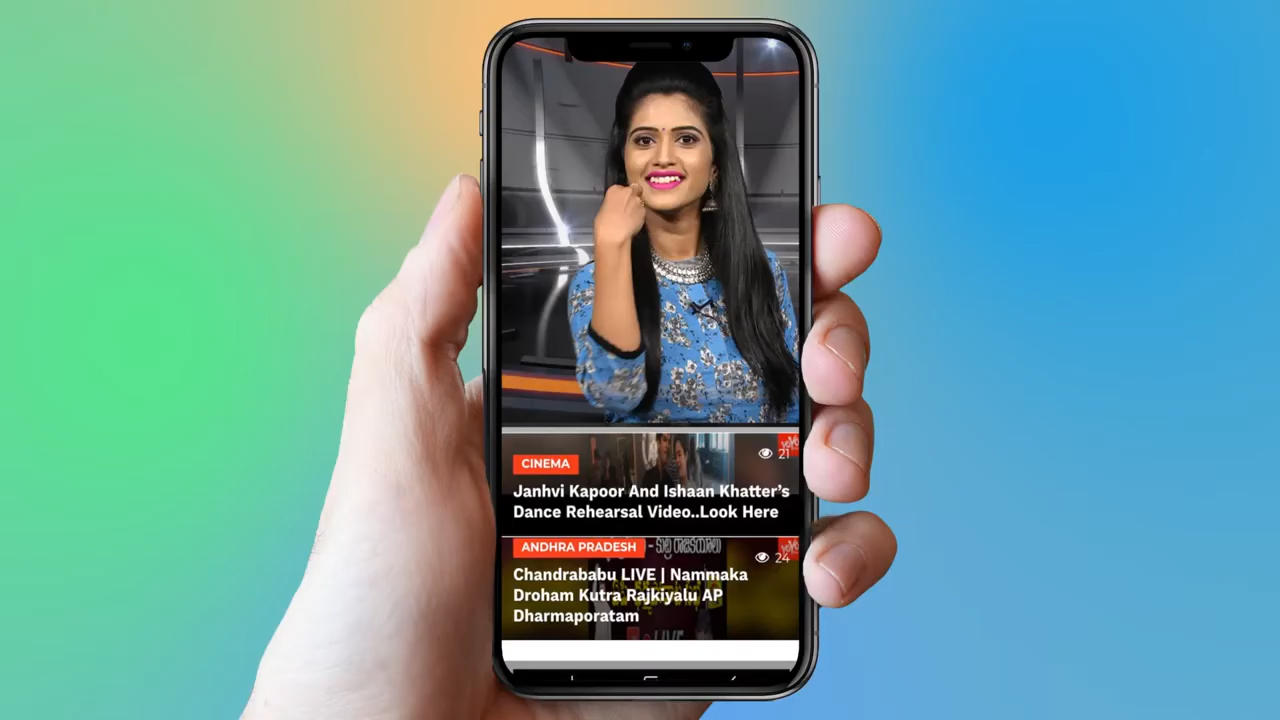 CINEMA
21
Janhvi Kapoor And Ishaan Khatter’s
Dance Rehearsal Video..Look Here
ANDHRA PRADESH
24
Chandrababu LIVE | Nammaka
Droham Kutra Rajkiyalu AP
Dharmaporatam